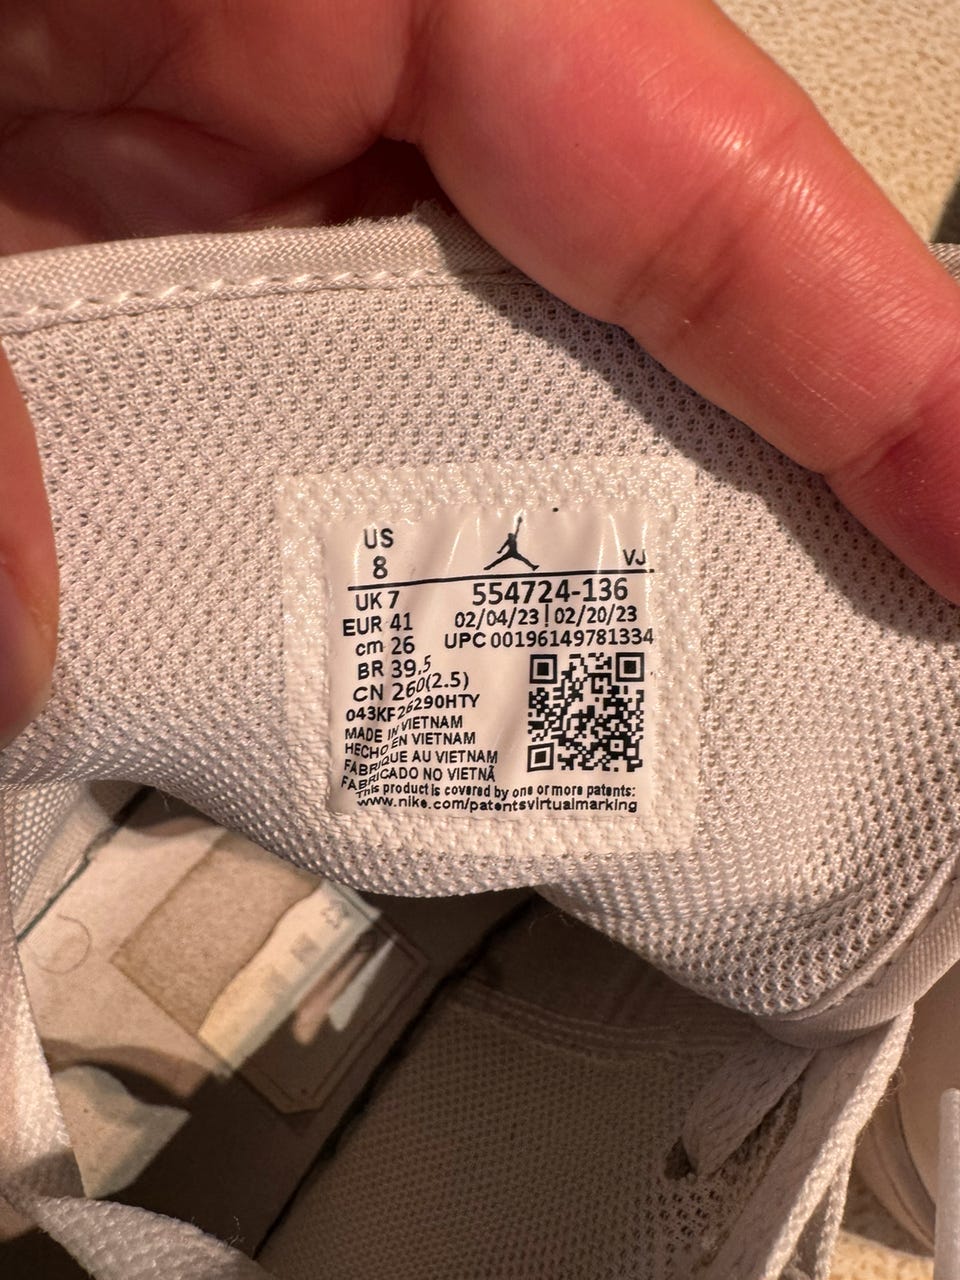 US
8
VJ
UK 7
554724-136
EUR 41
02/04/23 | 02/20/23
cm 26
UPC 00196149781334
BR 39.5
CN 260(2.5)
043KF26290HTY
MADE IN VIETNAM
HECHO EN VIETNAM
FABRIQUE AU VIETNAM
FABRICADO NO VIETNÃ
This product is covered by one or more patents:
www.nike.com/patentsvirtualmarking